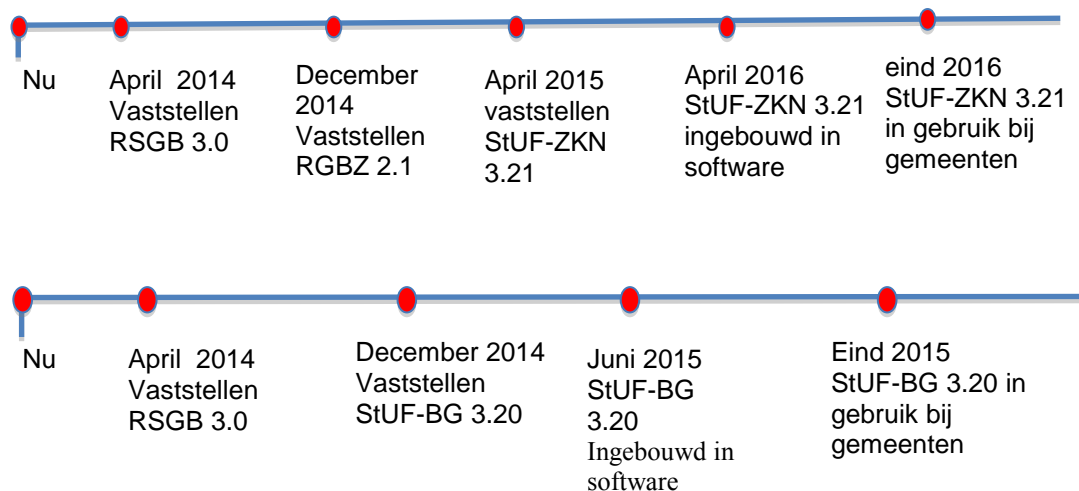 Nu
April 2014
Vaststellen
RSGB 3.0
December
2014
Vaststellen
RGBZ 2.1
April 2015
vaststellen
StUF-ZKN
3.21
April 2016
StUF-ZKN 3.21
ingebouwd in
software
eind 2016
StUF-ZKN 3.21
in gebruik bij
gemeenten
Nu
April 2014
Vaststellen
RSGB 3.0
December 2014
Vaststellen
StUF-BG 3.20
Juni 2015
StUF-BG
3.20
Ingebouwd in
software
Eind 2015
StUF-BG 3.20 in
gebruik bij
gemeenten